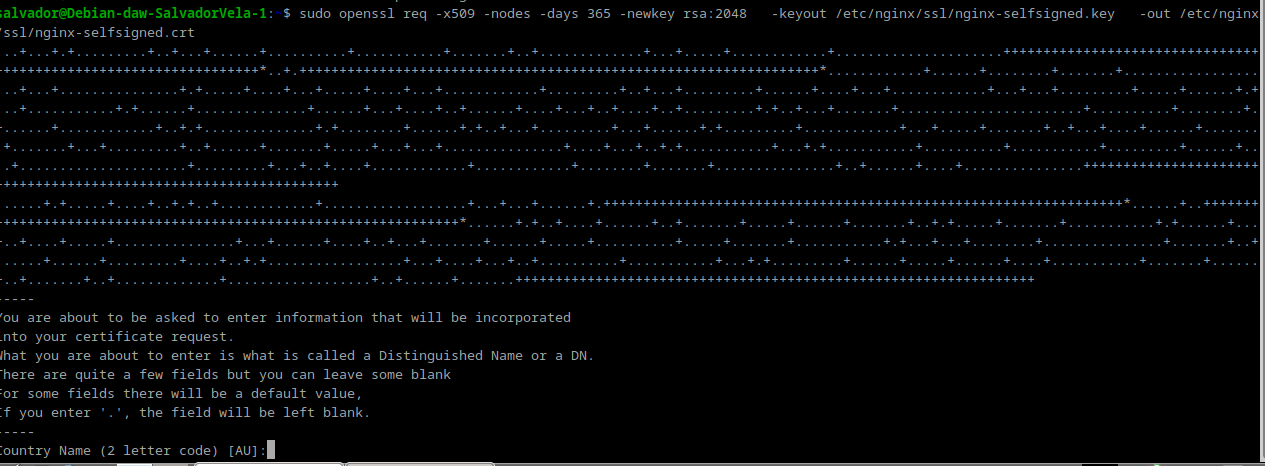 salvador@Debian-daw-SalvadorVela-1:~$ sudo openssl req -x509 -nodes -days 365 -newkey rsa:2048   -keyout /etc/nginx/ssl/nginx-selfsigned.key   -out /etc/nginx
/ssl/nginx-selfsigned.crt
-----
You are about to be asked to enter information that will be incorporated
into your certificate request.
What you are about to enter is what is called a Distinguished Name or a DN.
There are quite a few fields but you can leave some blank
For some fields there will be a default value,
If you enter '.', the field will be left blank.
-----
Country Name (2 letter code) [AU]: